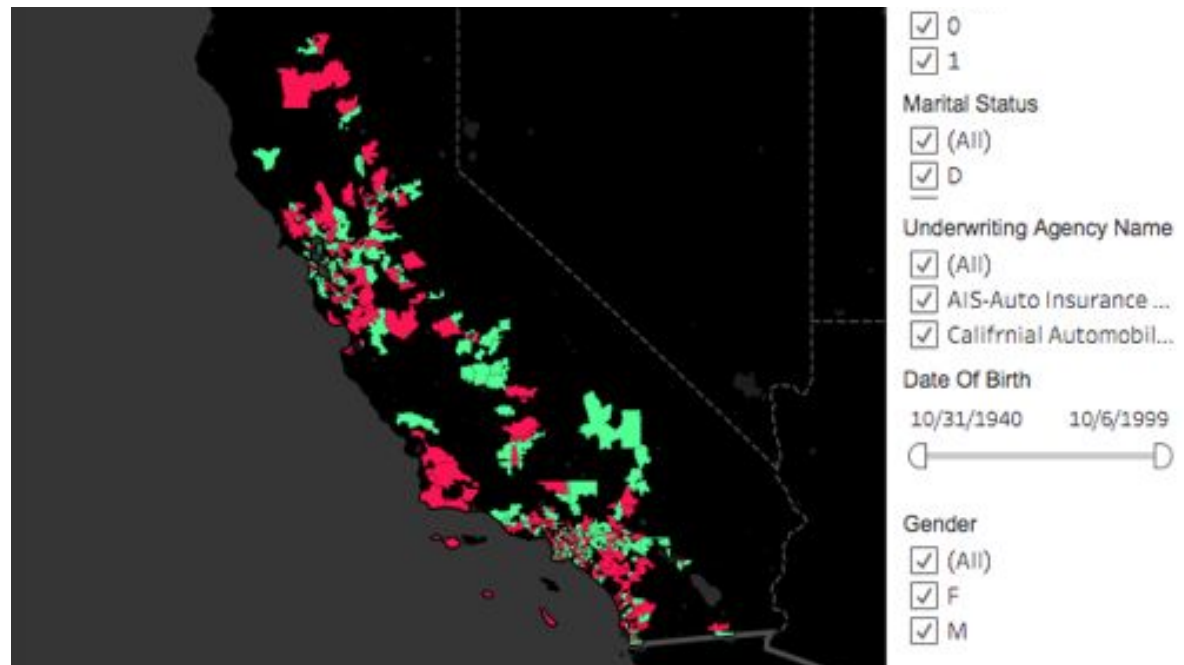 0
1
Marital Status
(All)
D
Underwriting Agency Name
(All)
AIS-Auto Insurance ...
Califrnial Automobil...
Date Of Birth
10/31/1940 10/6/1999
Gender
(All)
F
M